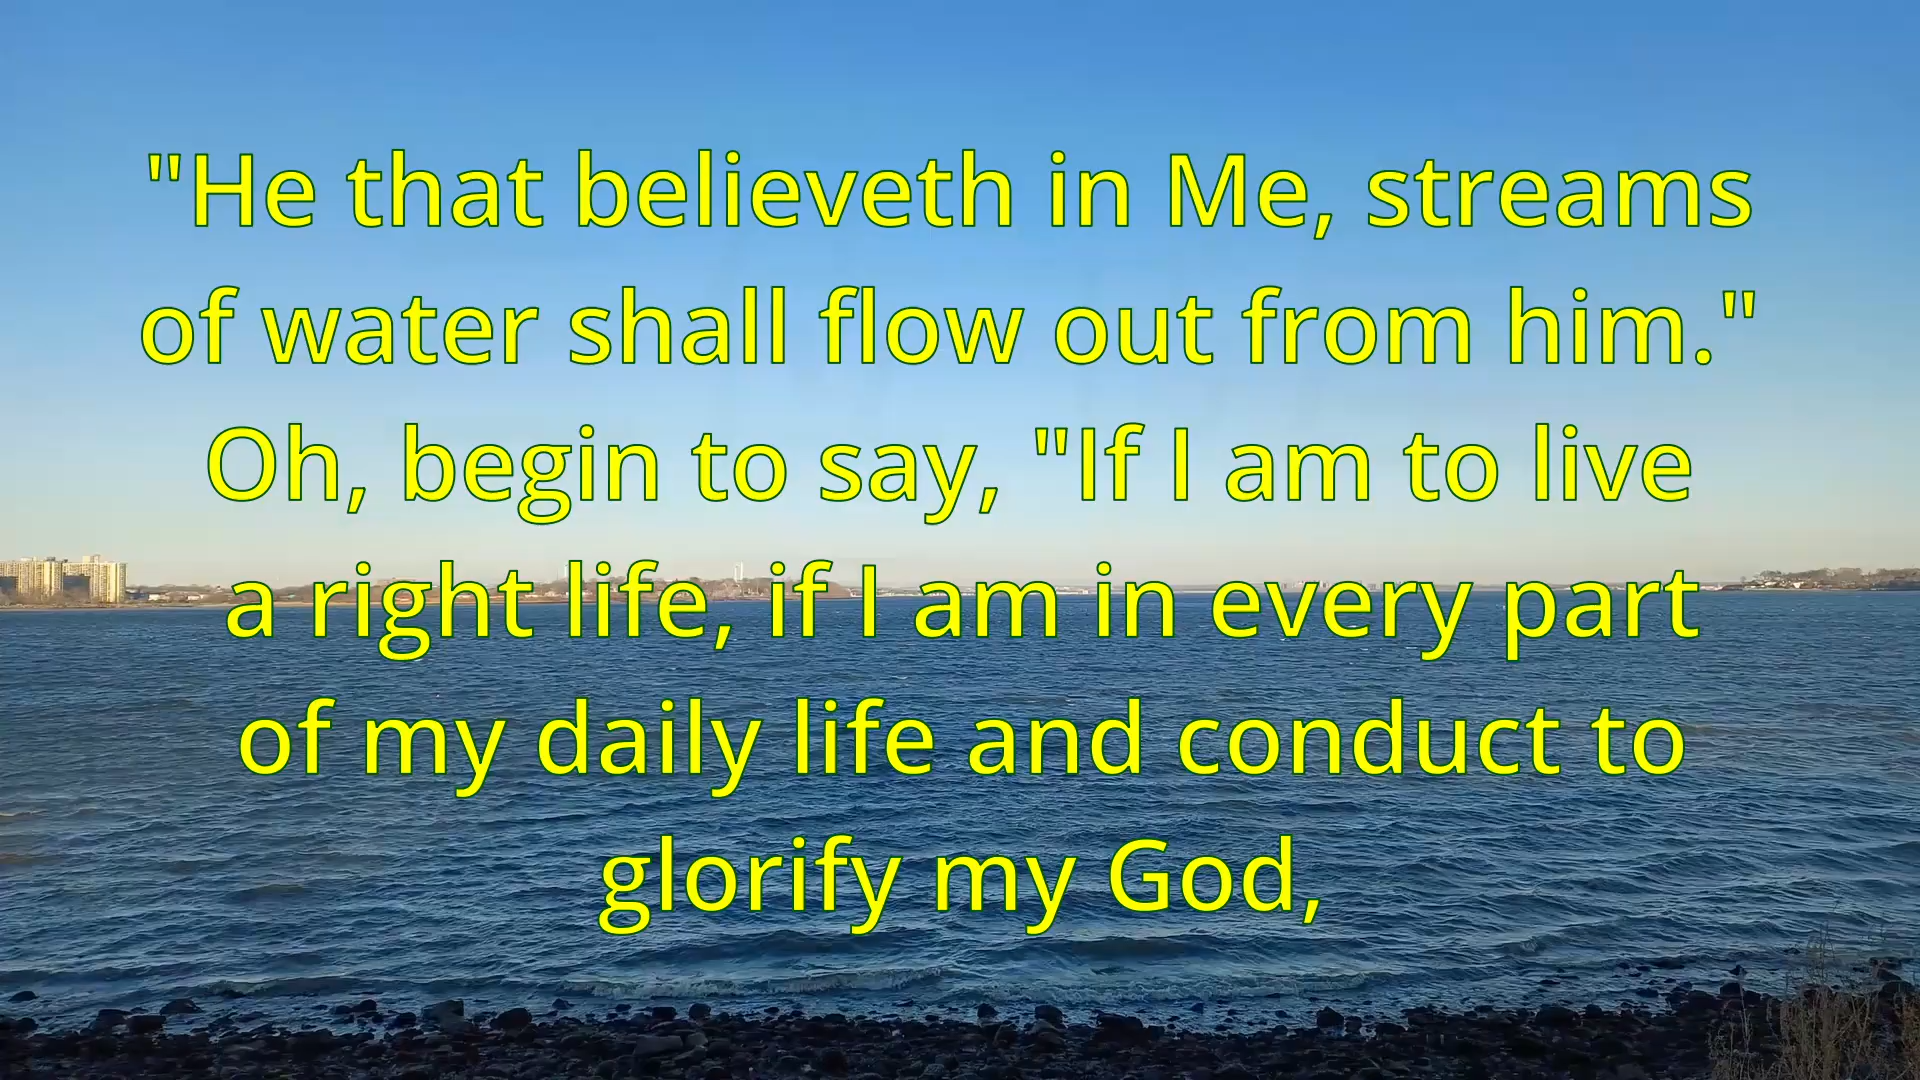 "He that believeth in Me, streams
of water shall flow out from him."
Oh, begin to say, "If I am to live
a right life, if I am in every part
of my daily life and conduct to
glorify my God,